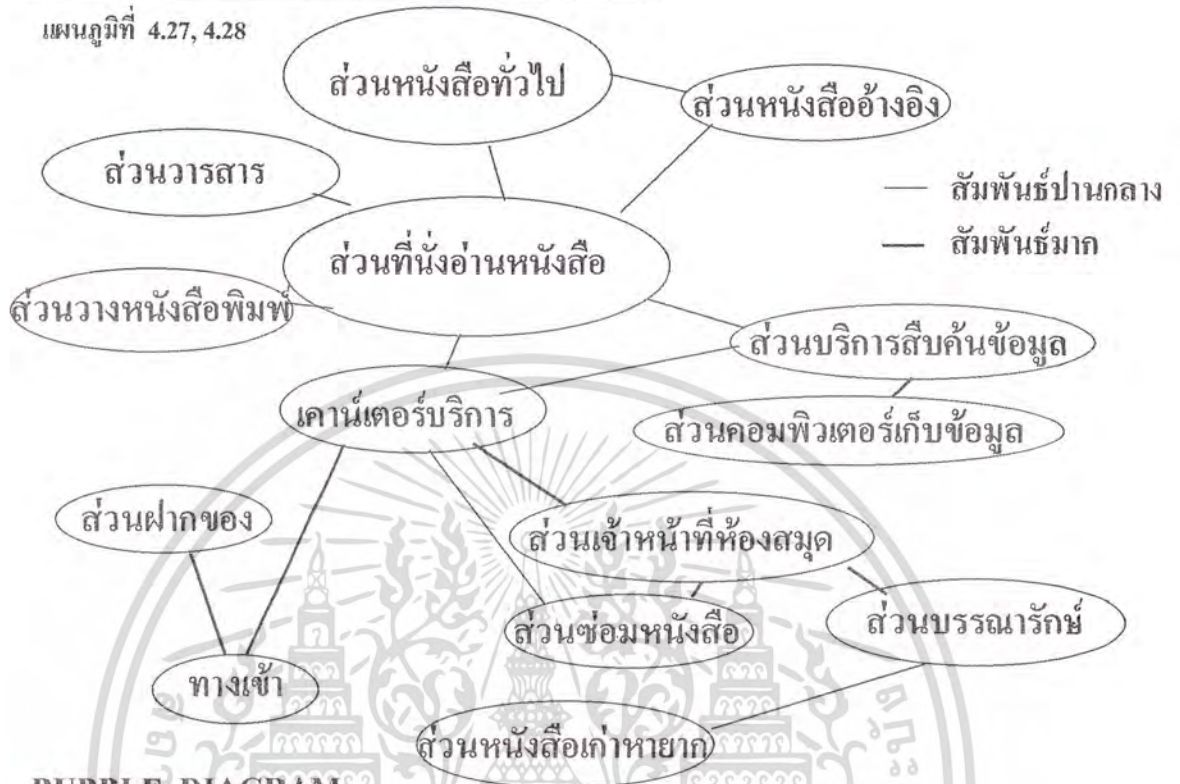 แผนภูมิที่ 4.27, 4.28
ส่วนหนังสือทั่วไป
ส่วนหนังสืออ้างอิง
ส่วนวารสาร
สัมพันธ์ปานกลาง
สัมพันธ์มาก
ส่วนที่นั่งอ่านหนังสือ
ส่วนวางหนังสือพิมพ์
ส่วนบริการสืบค้นข้อมูล
เคาน์เตอร์บริการ
ส่วนคอมพิวเตอร์เก็บข้อมูล
ส่วนฝากของ
ส่วนเจ้าหน้าที่ห้องสมุด
ส่วนซ่อมหนังสือ
ส่วนบรรณารักษ์
ทางเข้า
ส่วนหนังสือเก่าหายาก
BUBBLE DIAGRAM